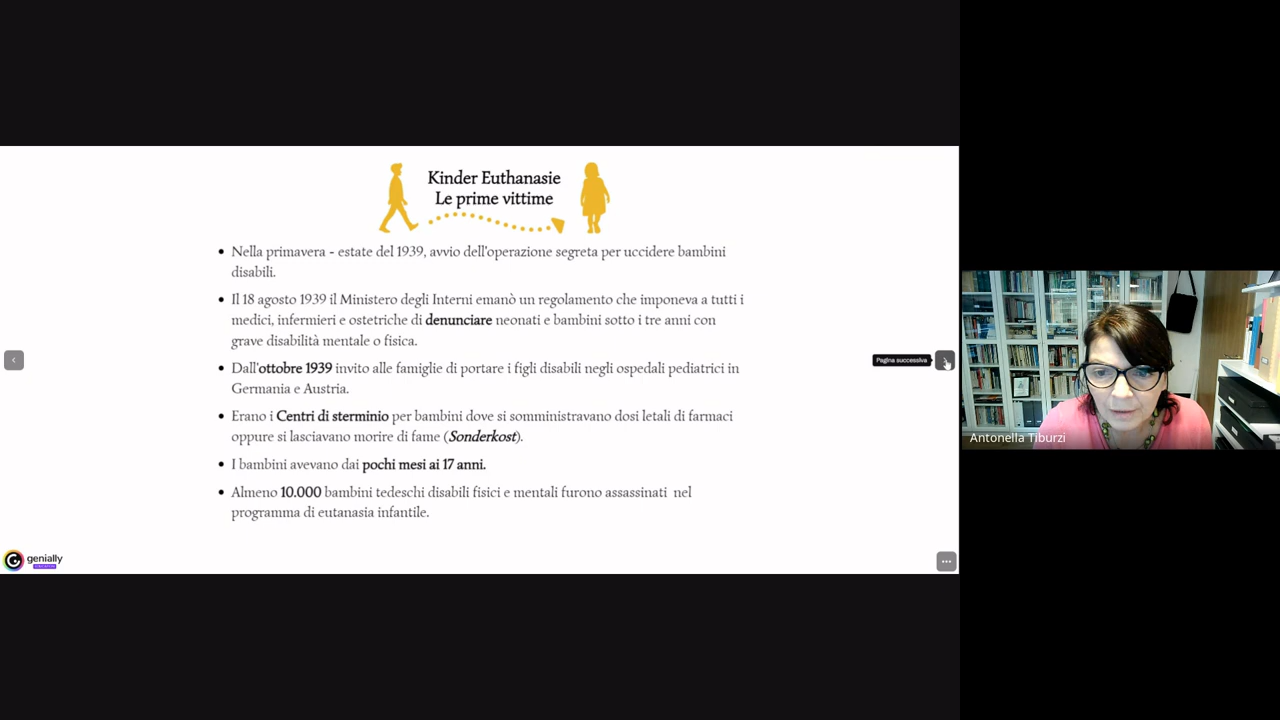 Kinder Euthanasie
Le prime vittime
• Nella primavera - estate del 1939, avvio dell'operazione segreta per uccidere bambini
disabili.
• Il 18 agosto 1939 il Ministero degli Interni emanò un regolamento che imponeva a tutti i
medici, infermieri e ostetriche di denunciare neonati e bambini sotto i tre anni con
grave disabilità mentale o fisica.
• Dall'ottobre 1939 invito alle famiglie di portare i figli disabili negli ospedali pediatrici in
Germania e Austria.
• Erano i Centri di sterminio per bambini dove si somministravano dosi letali di farmaci
oppure si lasciavano morire di fame (Sonderkost).
• I bambini avevano dai pochi mesi ai 17 anni.
• Almeno 10.000 bambini tedeschi disabili fisici e mentali furono assassinati nel
programma di eutanasia infantile.
Pagina successiva
genially
Antonella Tiburzi